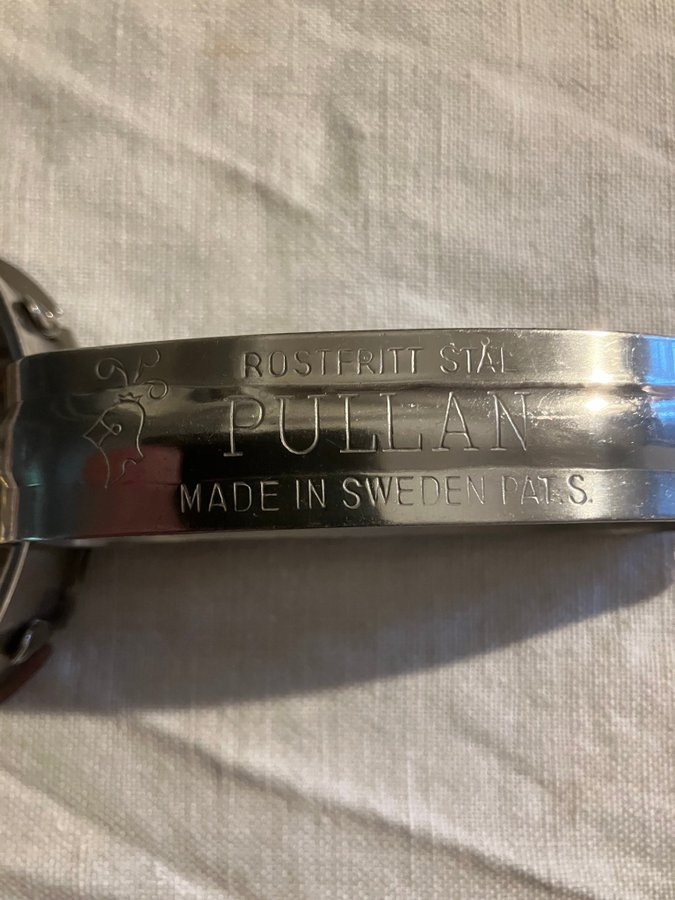 ROSTFRITT STÅL
PULLAN
MADE IN SWEDEN PAT.S.